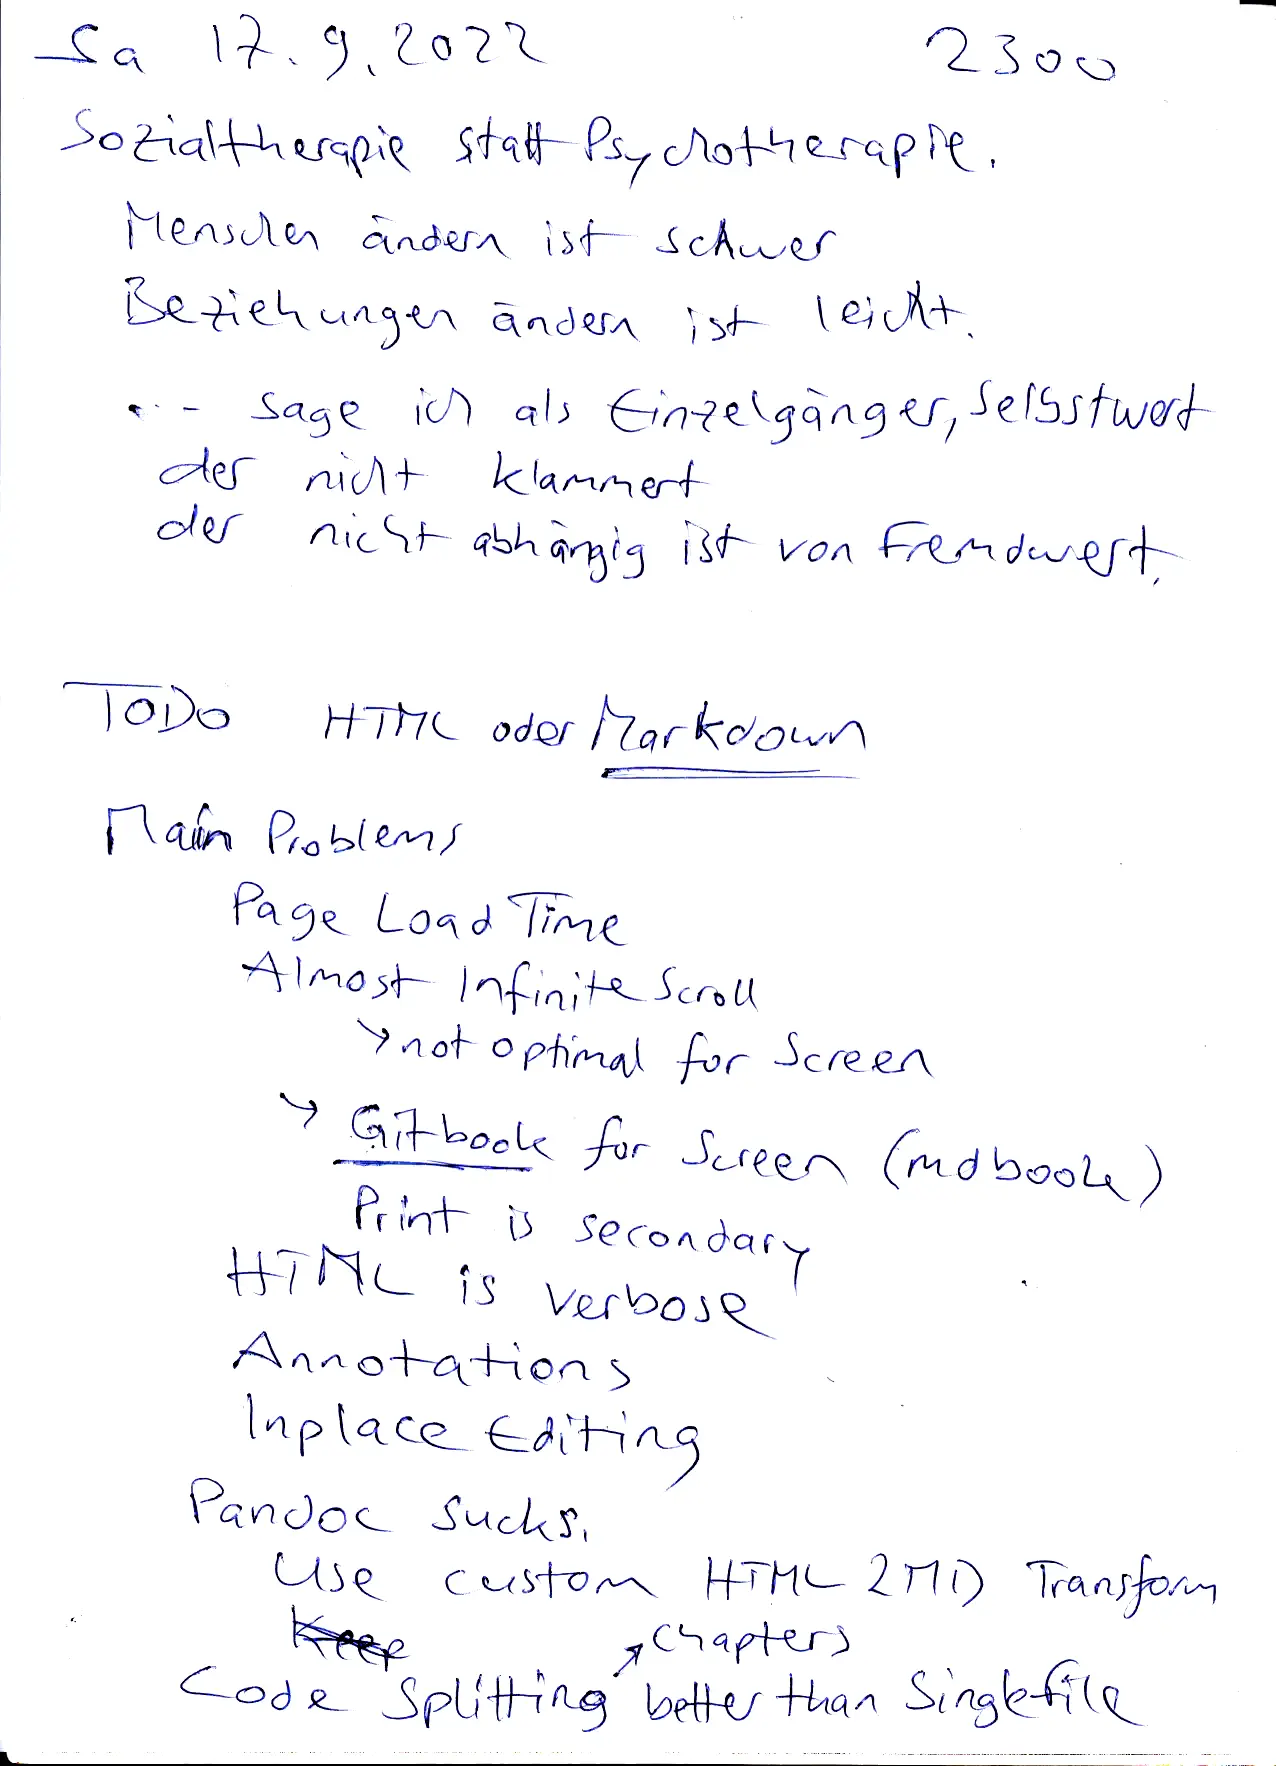 Sa 17.9.2022 2300
Sozialtherapie statt Psychotherapie.
Menschen ändern ist schwer
Beziehungen ändern ist leicht.
... sage ich als Einzelgänger, Selbstwert
der nicht klammert
der nicht abhängig ist von Fremdwert.
TODO HTML oder Markdown
Main Problems
Page Load Time
Almost Infinite Scroll
→ not optimal for Screen
→ Gitbook for Screen (mdbook)
Print is secondary
HTML is verbose
Annotations
Inplace Editing
Pandoc sucks.
Use custom HTML2MD Transform
Keep
↗ Chapters
Code Splitting better than Singlefile